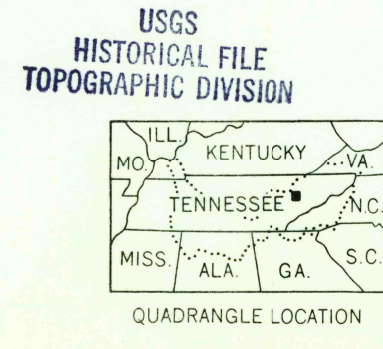 USGS
HISTORICAL FILE
TOPOGRAPHIC DIVISION
ILL.
MO. KENTUCKY VA.
TENNESSEE N.C.
MISS. ALA. GA. S.C.
QUADRANGLE LOCATION